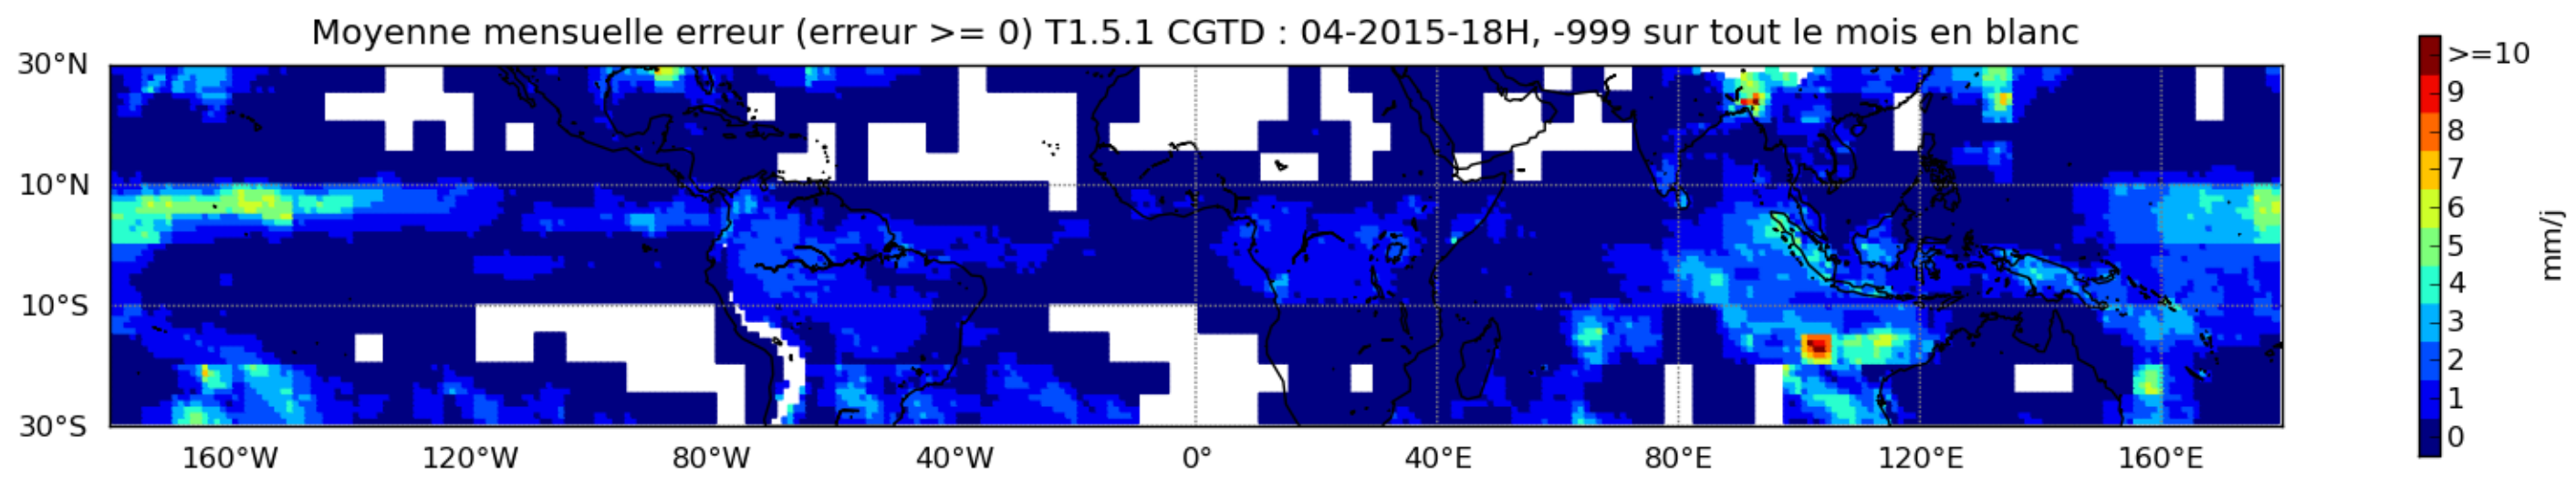 Moyenne mensuelle erreur (erreur >= 0) T1.5.1 CGTD : 04-2015-18H, -999 sur tout le mois en blanc
30°N
10°N
10°S
30°S
160°W 120°W 80°W 40°W 0° 40°E 80°E 120°E 160°E
>=10
9
8
7
6
5
4
3
2
1
0
mm/j